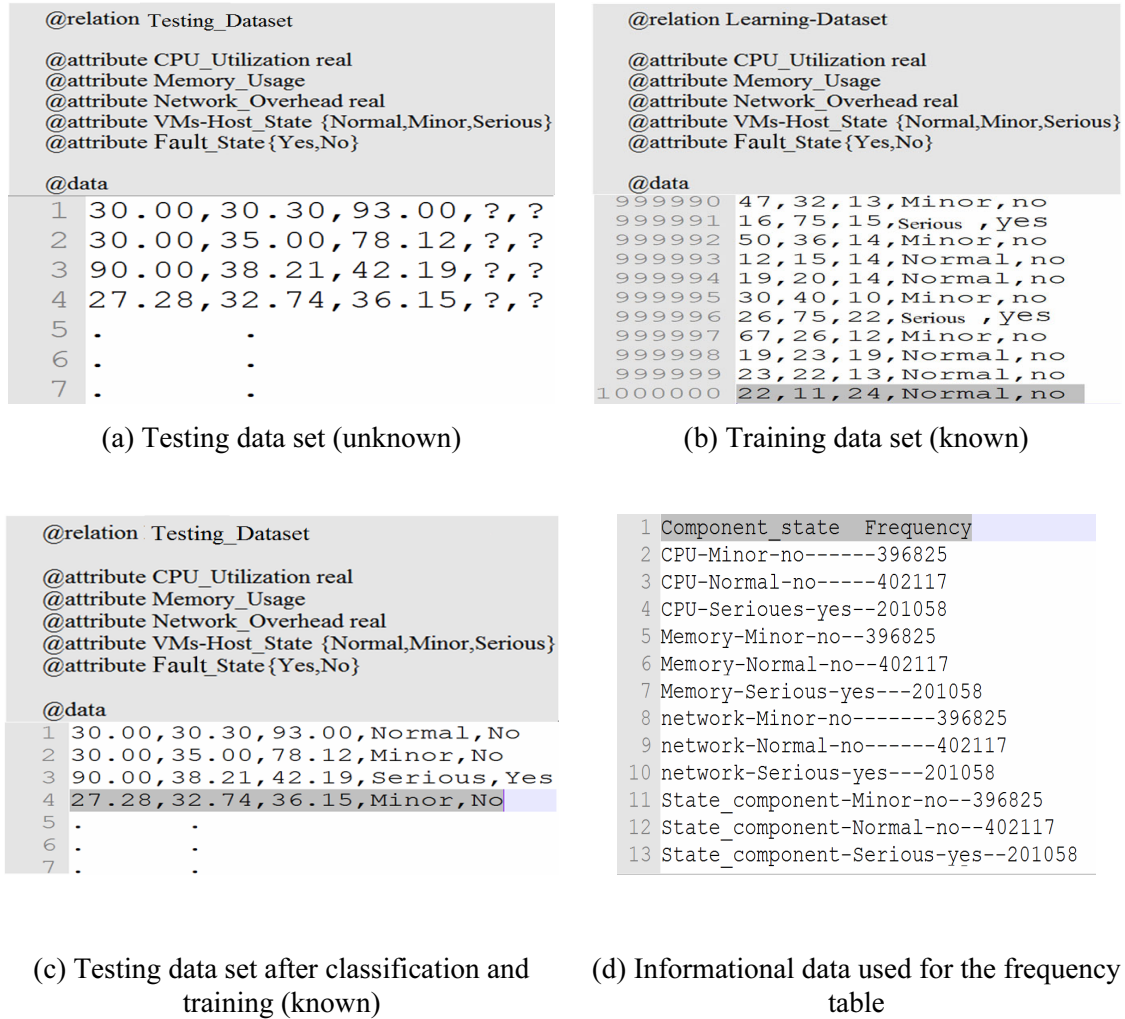 @relation Testing_Dataset
@attribute CPU_Utilization real
@attribute Memory_Usage
@attribute Network_Overhead real
@attribute VMs-Host_State {Normal,Minor,Serious}
@attribute Fault_State{Yes,No}
@data
1 30.00,30.30,93.00,?,?
2 30.00,35.00,78.12,?,?
3 90.00,38.21,42.19,?,?
4 27.28,32.74,36.15,?,?
5 . .
6 . .
7 . .
(a) Testing data set (unknown)
@relation Learning-Dataset
@attribute CPU_Utilization real
@attribute Memory_Usage
@attribute Network_Overhead real
@attribute VMs-Host_State {Normal,Minor,Serious}
@attribute Fault_State{Yes,No}
@data
999990 47,32,13,Minor,no
999991 16,75,15,Serious ,yes
999992 50,36,14,Minor,no
999993 12,15,14,Normal,no
999994 19,20,14,Normal,no
999995 30,40,10,Minor,no
999996 26,75,22,Serious ,yes
999997 67,26,12,Minor,no
999998 19,23,19,Normal,no
999999 23,22,13,Normal,no
1000000 22,11,24,Normal,no
(b) Training data set (known)
@relation Testing_Dataset
@attribute CPU_Utilization real
@attribute Memory_Usage
@attribute Network_Overhead real
@attribute VMs-Host_State {Normal,Minor,Serious}
@attribute Fault_State{Yes,No}
@data
1 30.00,30.30,93.00,Normal,No
2 30.00,35.00,78.12,Minor,No
3 90.00,38.21,42.19,Serious,Yes
4 27.28,32.74,36.15,Minor,No
5 . .
6 . .
7 . .
(c) Testing data set after classification and
training (known)
1 Component_state Frequency
2 CPU-Minor-no------396825
3 CPU-Normal-no-----402117
4 CPU-Serioues-yes--201058
5 Memory-Minor-no--396825
6 Memory-Normal-no--402117
7 Memory-Serious-yes---201058
8 network-Minor-no-------396825
9 network-Normal-no------402117
10 network-Serious-yes---201058
11 State_component-Minor-no--396825
12 State_component-Normal-no--402117
13 State_component-Serious-yes--201058
(d) Informational data used for the frequency
table